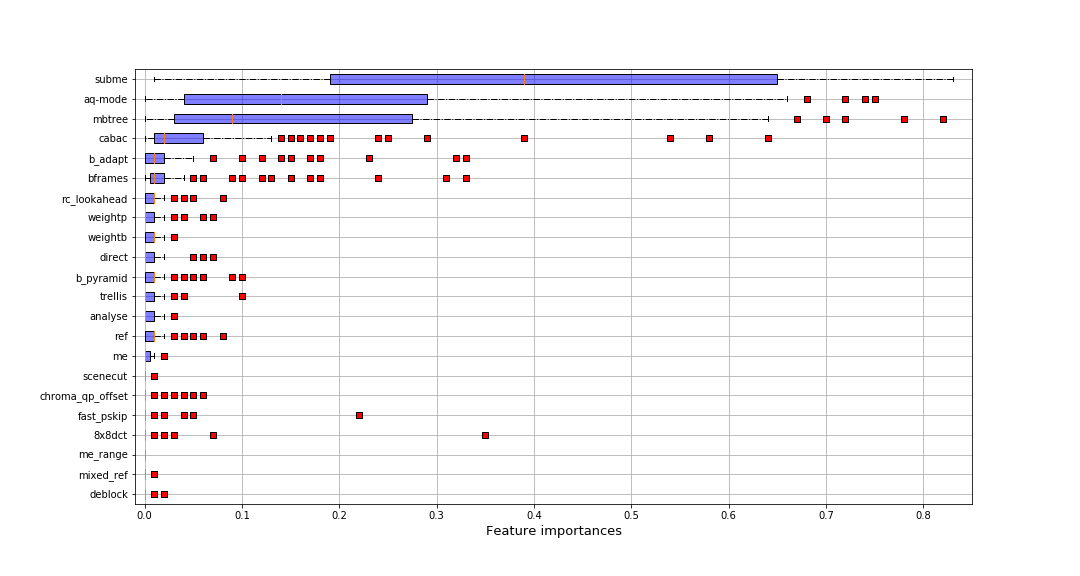 subme
aq-mode
mbtree
cabac
b_adapt
bframes
rc_lookahead
weightp
weightb
direct
b_pyramid
trellis
analyse
ref
me
scenecut
chroma_qp_offset
fast_pskip
8x8dct
me_range
mixed_ref
deblock
0.0 0.1 0.2 0.3 0.4 0.5 0.6 0.7 0.8
Feature importances